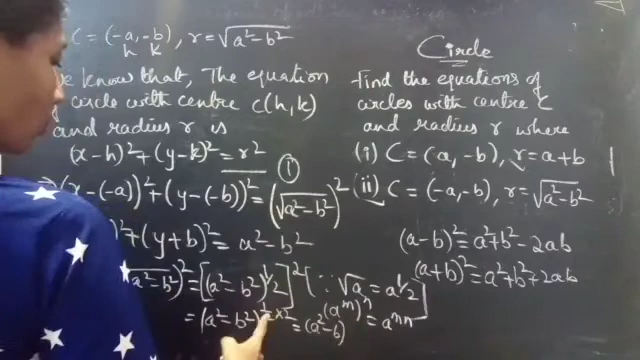 C = (-a, -b), r = √(a² - b²)
h k
know that, The equation
circle with centre C(h, k)
and radius r is
(x - h)² + (y - k)² = r²
①
(x - (-a))² + (y - (-b))² = (√(a² - b²))²
)² + (y + b)² = a² - b²
√(a² - b²))² = [(a² - b²)^1/2]² [∵ √a = a^1/2
(a^m)^n = a^mn]
= (a² - b²)^1/2 × 2 = (a² - b)
Circle
Find the equations of
circles with centre C
and radius r where
(i) C = (a, -b), r = a + b
(ii) C = (-a, -b), r = √(a² - b²)
(a - b)² = a² + b² - 2ab
(a + b)² = a² + b² + 2ab